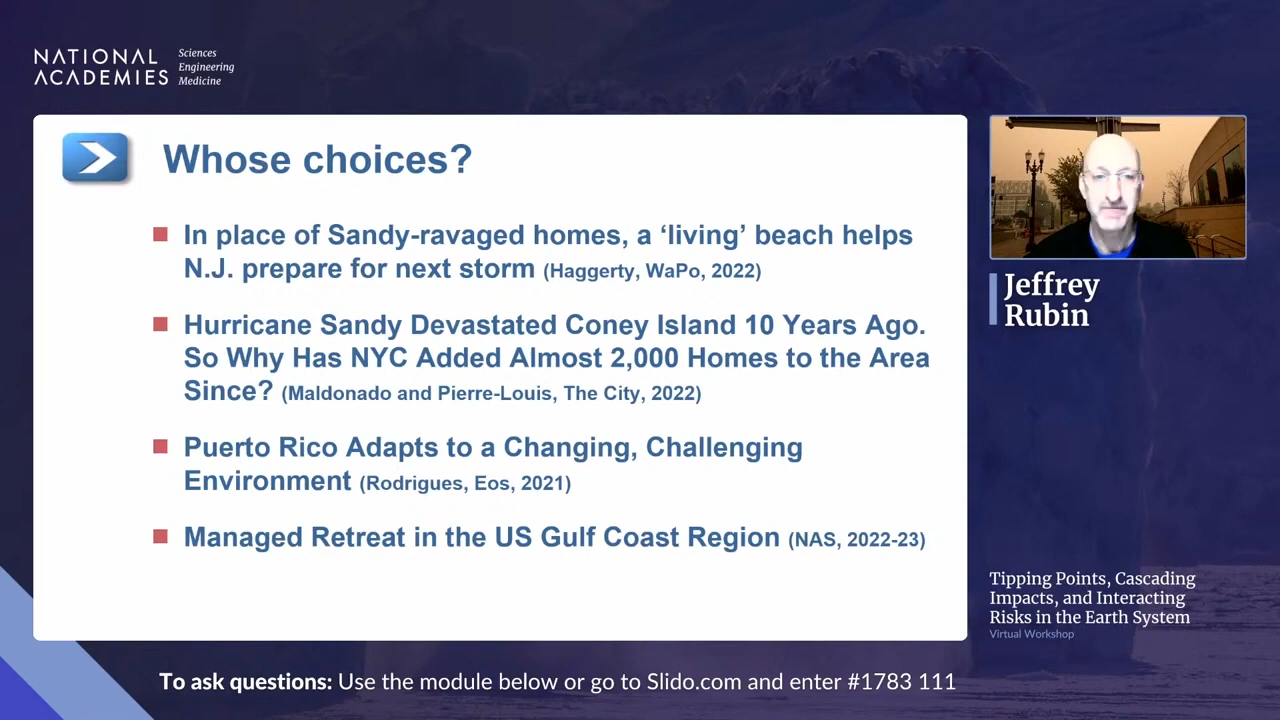 NATIONAL
ACADEMIES
Sciences
Engineering
Medicine
Whose choices?
In place of Sandy-ravaged homes, a ‘living’ beach helps
N.J. prepare for next storm (Haggerty, WaPo, 2022)
Hurricane Sandy Devastated Coney Island 10 Years Ago.
So Why Has NYC Added Almost 2,000 Homes to the Area
Since? (Maldonado and Pierre-Louis, The City, 2022)
Puerto Rico Adapts to a Changing, Challenging
Environment (Rodrigues, Eos, 2021)
Managed Retreat in the US Gulf Coast Region (NAS, 2022-23)
Jeffrey
Rubin
Tipping Points, Cascading
Impacts, and Interacting
Risks in the Earth System
Virtual Workshop
To ask questions: Use the module below or go to Slido.com and enter #1783 111